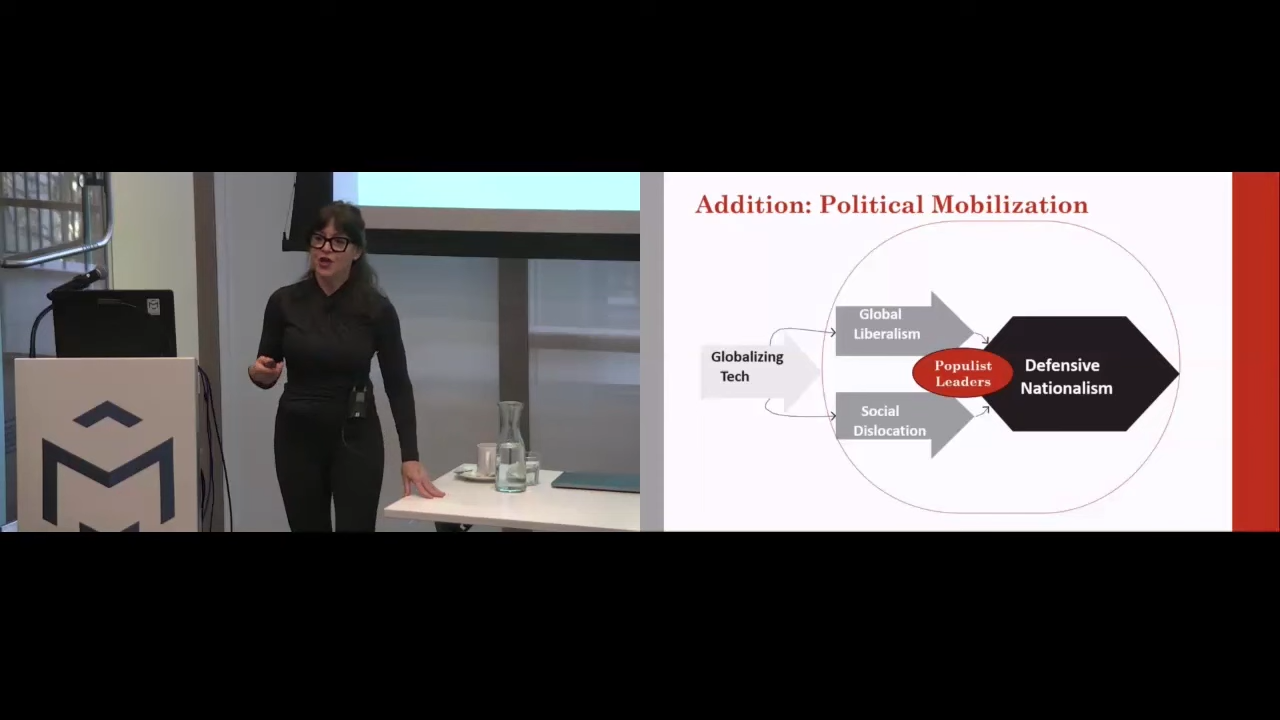 Addition: Political Mobilization
Global
Liberalism
Globalizing
Tech
Populist
Leaders
Defensive
Nationalism
Social
Dislocation